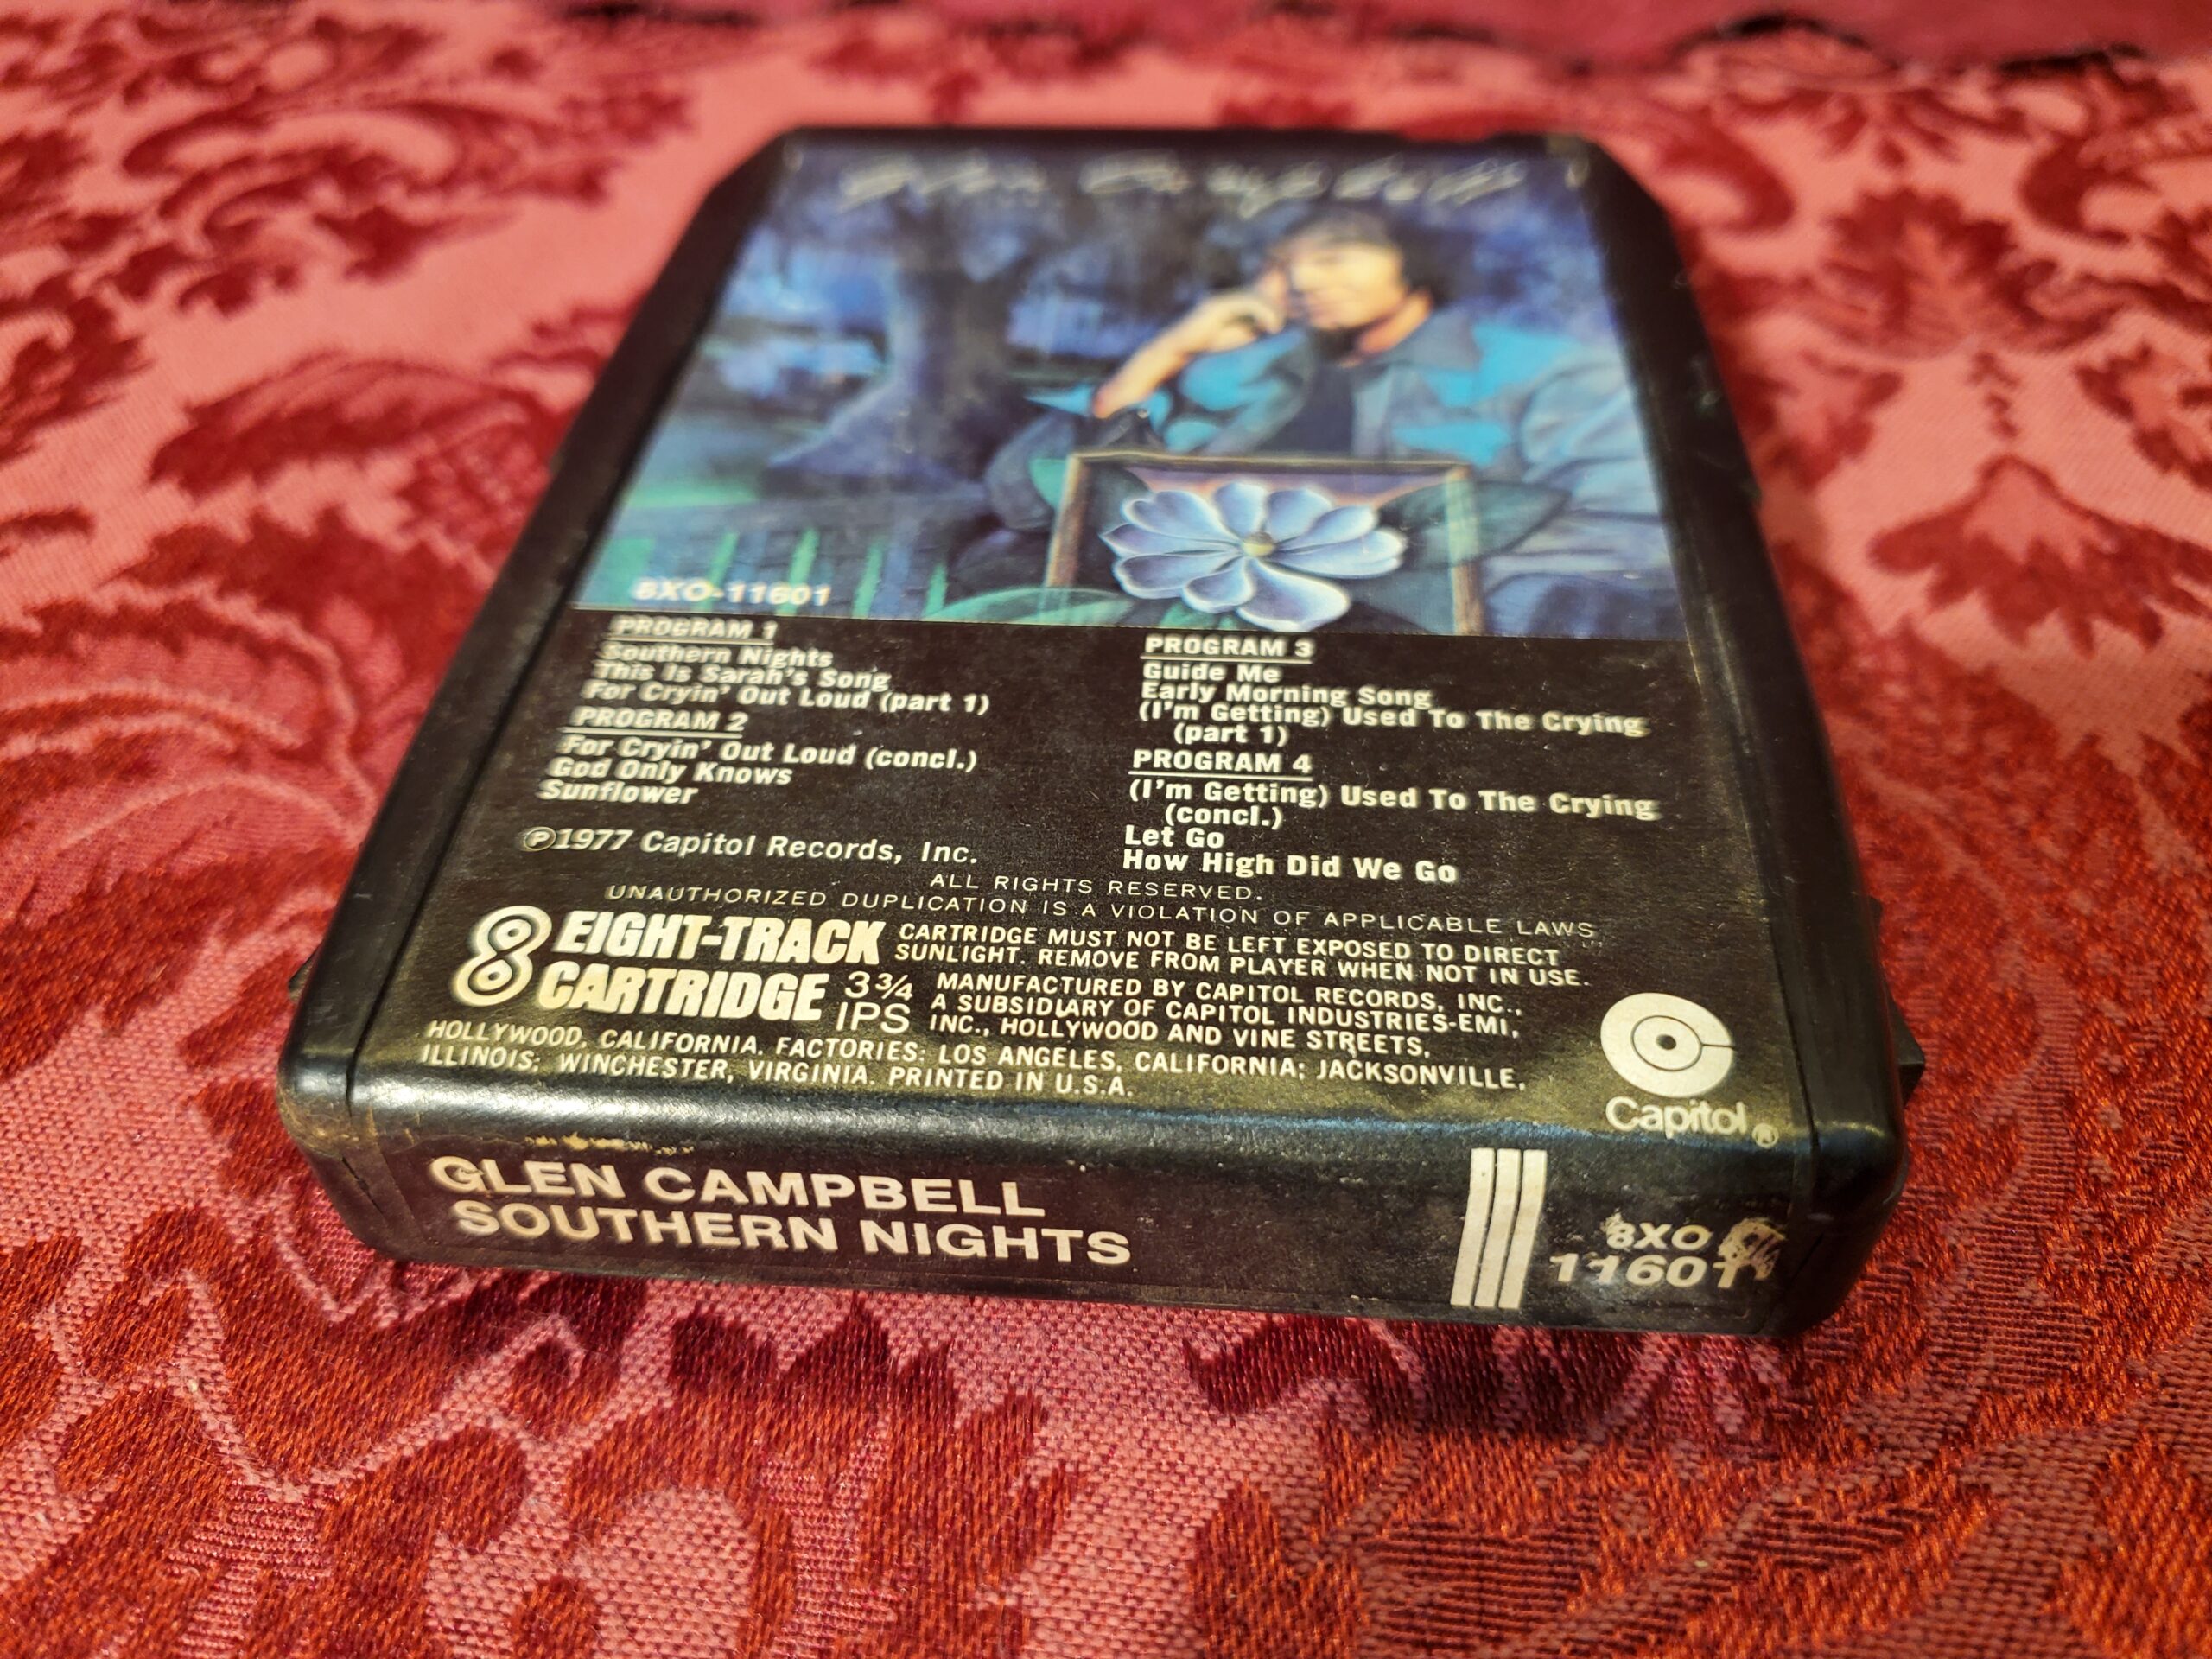 Glen Campbell
8XO-11601
PROGRAM 1
Southern Nights
This Is Sarah's Song
For Cryin' Out Loud (part 1)
PROGRAM 2
For Cryin' Out Loud (concl.)
God Only Knows
Sunflower
PROGRAM 3
Guide Me
Early Morning Song
(I'm Getting) Used To The Crying
(part 1)
PROGRAM 4
(I'm Getting) Used To The Crying
(concl.)
Let Go
How High Did We Go
Ⓟ1977 Capitol Records, Inc.
ALL RIGHTS RESERVED.
UNAUTHORIZED DUPLICATION IS A VIOLATION OF APPLICABLE LAWS
8 EIGHT-TRACK
CARTRIDGE 3¾
IPS
CARTRIDGE MUST NOT BE LEFT EXPOSED TO DIRECT
SUNLIGHT. REMOVE FROM PLAYER WHEN NOT IN USE.
MANUFACTURED BY CAPITOL RECORDS, INC.,
A SUBSIDIARY OF CAPITOL INDUSTRIES-EMI,
INC., HOLLYWOOD AND VINE STREETS,
HOLLYWOOD, CALIFORNIA. FACTORIES: LOS ANGELES, CALIFORNIA; JACKSONVILLE,
ILLINOIS; WINCHESTER, VIRGINIA. PRINTED IN U.S.A.
Capitol®
GLEN CAMPBELL
SOUTHERN NIGHTS
8XO
11601